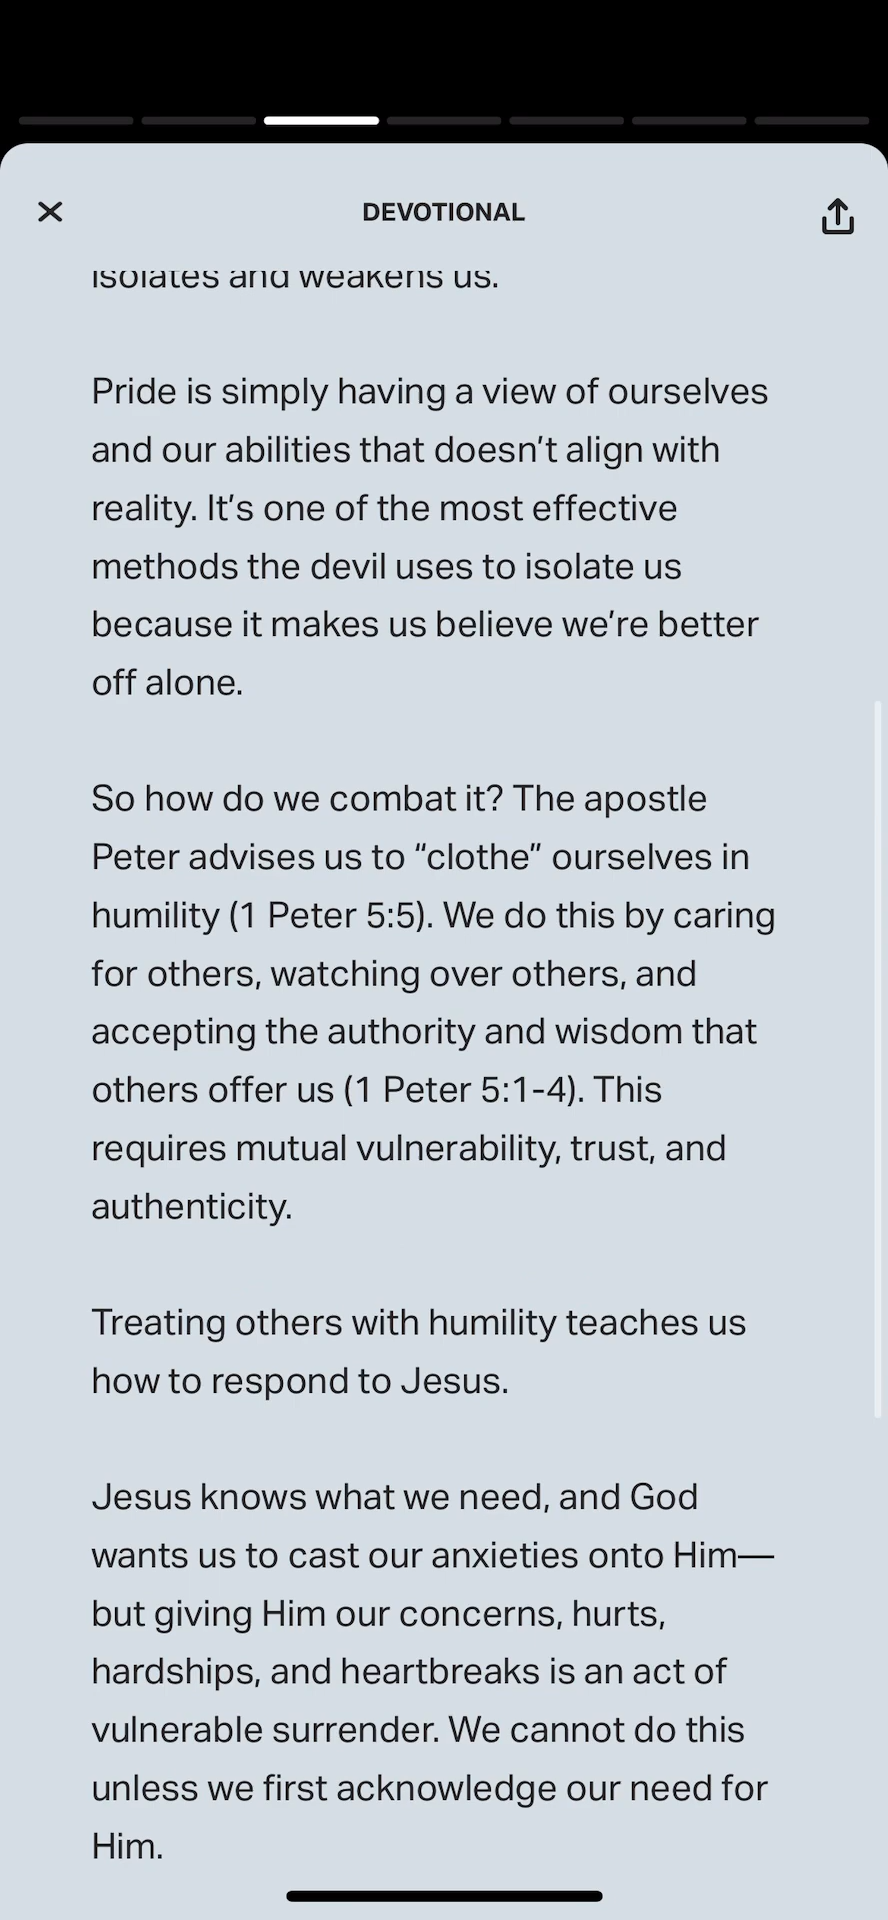 DEVOTIONAL
isolates and weakens us.
Pride is simply having a view of ourselves
and our abilities that doesn’t align with
reality. It’s one of the most effective
methods the devil uses to isolate us
because it makes us believe we’re better
off alone.
So how do we combat it? The apostle
Peter advises us to “clothe” ourselves in
humility (1 Peter 5:5). We do this by caring
for others, watching over others, and
accepting the authority and wisdom that
others offer us (1 Peter 5:1-4). This
requires mutual vulnerability, trust, and
authenticity.
Treating others with humility teaches us
how to respond to Jesus.
Jesus knows what we need, and God
wants us to cast our anxieties onto Him—
but giving Him our concerns, hurts,
hardships, and heartbreaks is an act of
vulnerable surrender. We cannot do this
unless we first acknowledge our need for
Him.